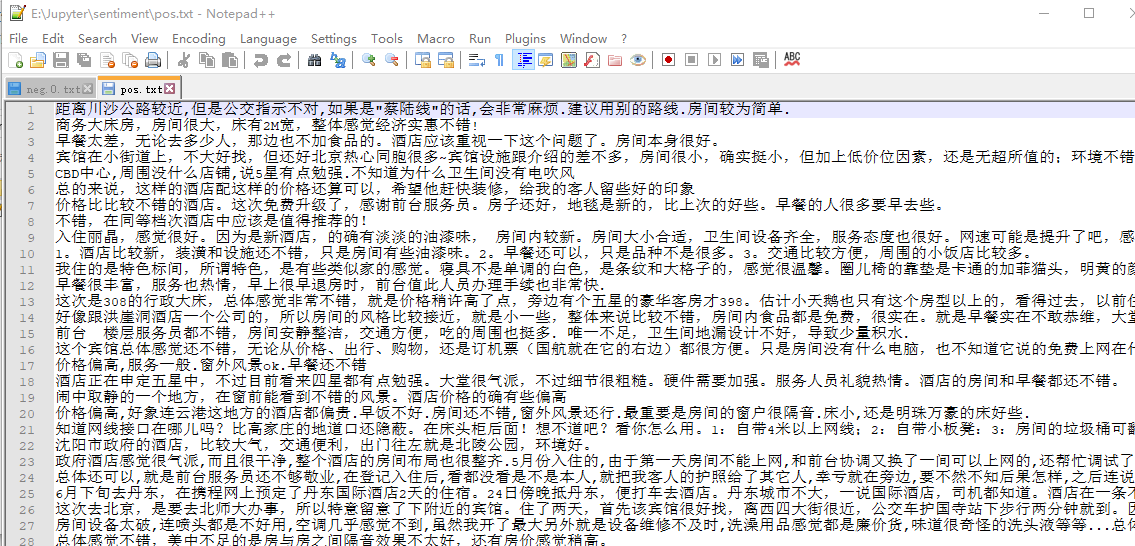 E:\Jupyter\sentiment\pos.txt - Notepad++
File Edit Search View Encoding Language Settings Tools Macro Run Plugins Window ?
neg.0.txt pos.txt
1 距离川沙公路较近,但是公交指示不对,如果是"蔡陆线"的话,会非常麻烦.建议用别的路线.房间较为简单.
2 商务大床房，房间很大，床有2M宽，整体感觉经济实惠不错!
3 早餐太差，无论去多少人，那边也不加食品的。酒店应该重视一下这个问题了。房间本身很好。
4 宾馆在小街道上，不大好找，但还好北京热心同胞很多~宾馆设施跟介绍的差不多，房间很小，确实挺小，但加上低价位因素，还是无超所值的；环境不错
5 CBD中心,周围没什么店铺,说5星有点勉强.不知道为什么卫生间没有电吹风
6 总的来说，这样的酒店配这样的价格还算可以，希望他赶快装修，给我的客人留些好的印象
7 价格比比较不错的酒店。这次免费升级了，感谢前台服务员。房子还好，地毯是新的，比上次的好些。早餐的人很多要早去些。
8 不错，在同等档次酒店中应该是值得推荐的！
9 入住丽晶，感觉很好。因为是新酒店，的确有淡淡的油漆味， 房间内较新。房间大小合适，卫生间设备齐全，服务态度也很好。网速可能是提升了吧，感
10 1。酒店比较新，装潢和设施还不错，只是房间有些油漆味。2。早餐还可以，只是品种不是很多。3。交通比较方便，周围的小饭店比较多。
11 我住的是特色标间，所谓特色，是有些类似家的感觉。寝具不是单调的白色，是条纹和大格子的，感觉很温馨。圈儿椅的靠垫是卡通的加菲猫头，明黄的颜
12 早餐很丰富，服务也热情，早上很早退房时，前台值此人员办理手续也非常快.
13 这次是308的行政大床，总体感觉非常不错，就是价格稍许高了点，旁边有个五星的豪华客房才398。估计小天鹅也只有这个房型以上的，看得过去，以前住
14 好像跟洪崖洞酒店一个公司的，所以房间的风格比较接近，就是小一些，整体来说比较不错，房间内食品都是免费，很实在。就是早餐实在不敢恭维，大堂
15 前台 楼层服务员都不错，房间安静整洁，交通方便，吃的周围也挺多．唯一不足，卫生间地漏设计不好，导致少量积水．
16 这个宾馆总体感觉还不错，无论从价格、出行、购物，还是订机票（国航就在它的右边）都很方便。只是房间没有什么电脑，也不知道它说的免费上网在什
17 价格偏高,服务一般.窗外风景ok.早餐还不错
18 酒店正在申定五星中，不过目前看来四星都有点勉强。大堂很气派，不过细节很粗糙。硬件需要加强。服务人员礼貌热情。酒店的房间和早餐都还不错。
19 闹中取静的一个地方，在窗前能看到不错的风景。酒店价格的确有些偏高
20 价格偏高,好象连云港这地方的酒店都偏贵.早饭不好.房间还不错,窗外风景还行.最重要是房间的窗户很隔音.床小,还是明珠万豪的床好些.
21 知道网线接口在哪儿吗？比高家庄的地道口还隐蔽。在床头柜后面！想不道吧？看你怎么用。1：自带4米以上网线；2：自带小板凳：3：房间的垃圾桶可翻
22 沈阳市政府的酒店，比较大气，交通便利，出门往左就是北陵公园，环境好。
23 政府酒店感觉很气派,而且很干净,整个酒店的房间布局也很整齐.5月份入住的,由于第一天房间不能上网,和前台协调又换了一间可以上网的,还帮忙调试了
24 总体还可以,就是前台服务员还不够敬业,在登记入住后,看都没看是不是本人,就把我客人的护照给了其它人,幸亏就在旁边,要不然不知后果怎样,之后连说
25 6月下旬去丹东，在携程网上预定了丹东国际酒店2天的住宿。24日傍晚抵丹东，便打车去酒店。丹东城市不大，一说国际酒店，司机都知道。酒店在一条不
26 这次去北京，是要去北师大办事，所以特意留意了下附近的宾馆。住了两天，首先该宾馆很好找，离西四大街很近，公交车护国寺站下步行两分钟就到。因
27 房间设备太破,连喷头都是不好用,空调几乎感觉不到,虽然我开了最大另外就是设备维修不及时,洗澡用品感觉都是廉价货,味道很奇怪的洗头液等等...总体
28 总体感觉不错，美中不足的是房与房之间隔音效果不太好，还有房价感觉稍高。